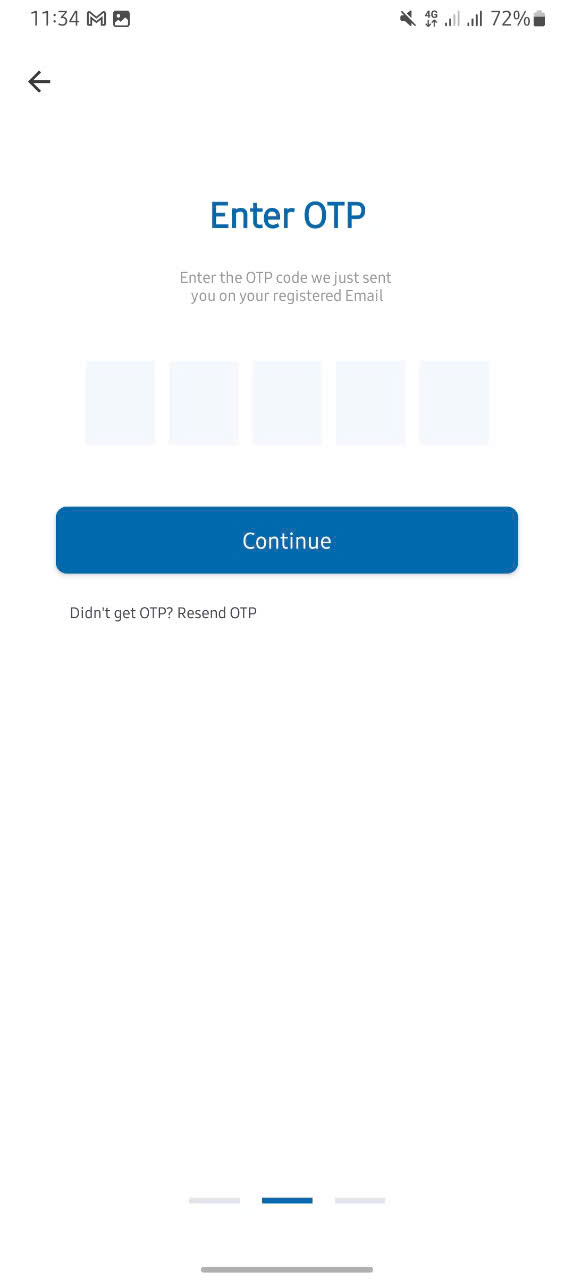 11:34 4G 72%
Enter OTP
Enter the OTP code we just sent
you on your registered Email
Continue
Didn't get OTP? Resend OTP